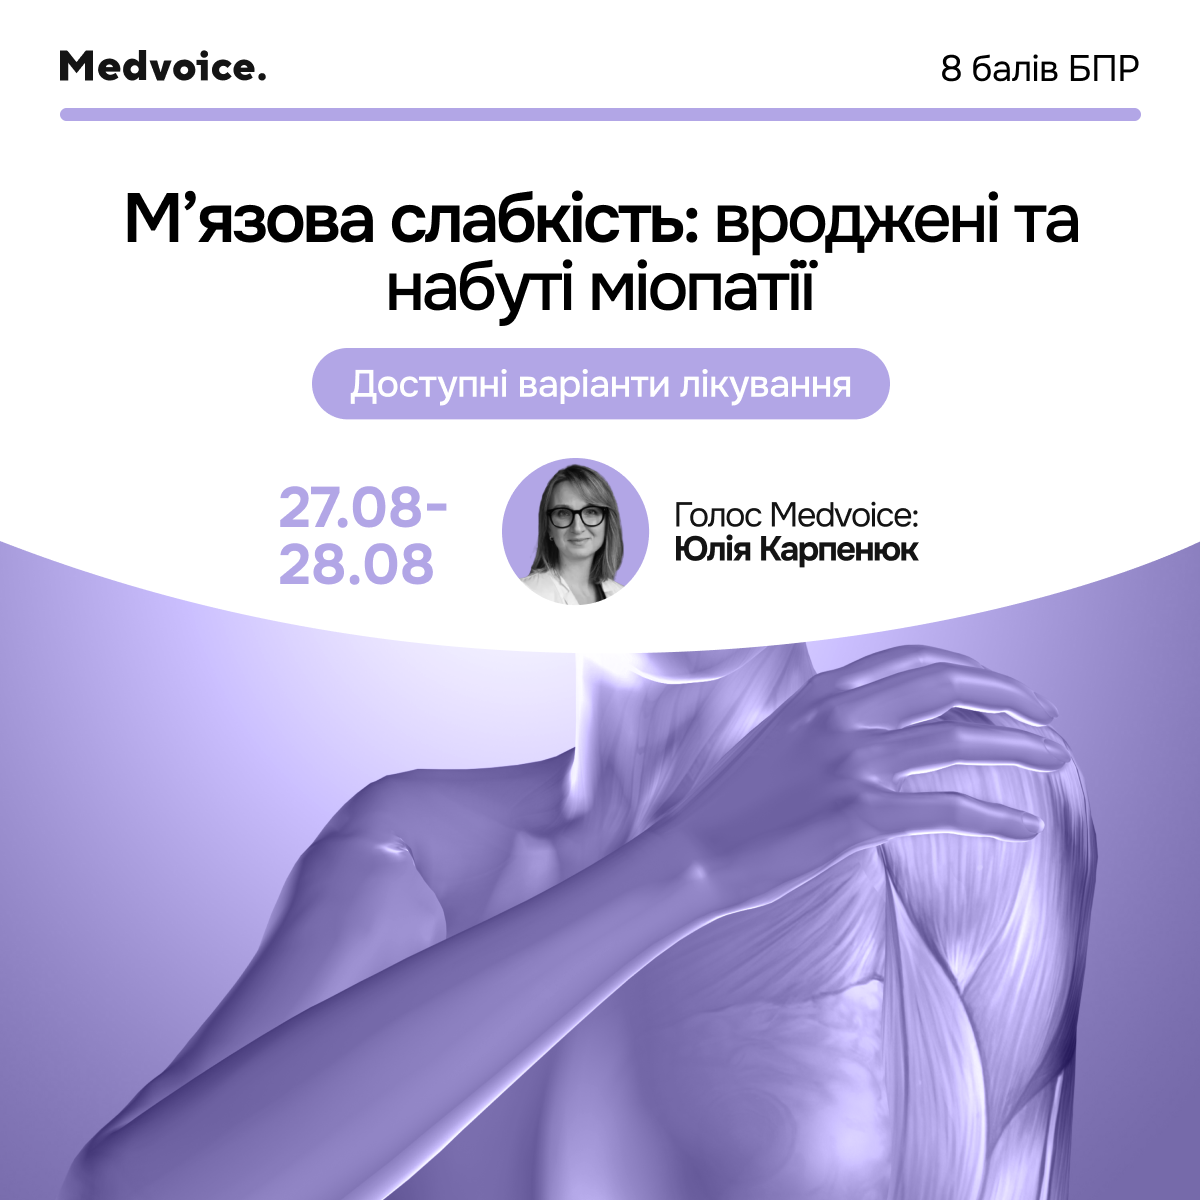 Medvoice.
8 балів БПР
М’язова слабкість: вроджені та
набуті міопатії
Доступні варіанти лікування
27.08-
28.08
Голос Medvoice:
Юлія Карпенюк